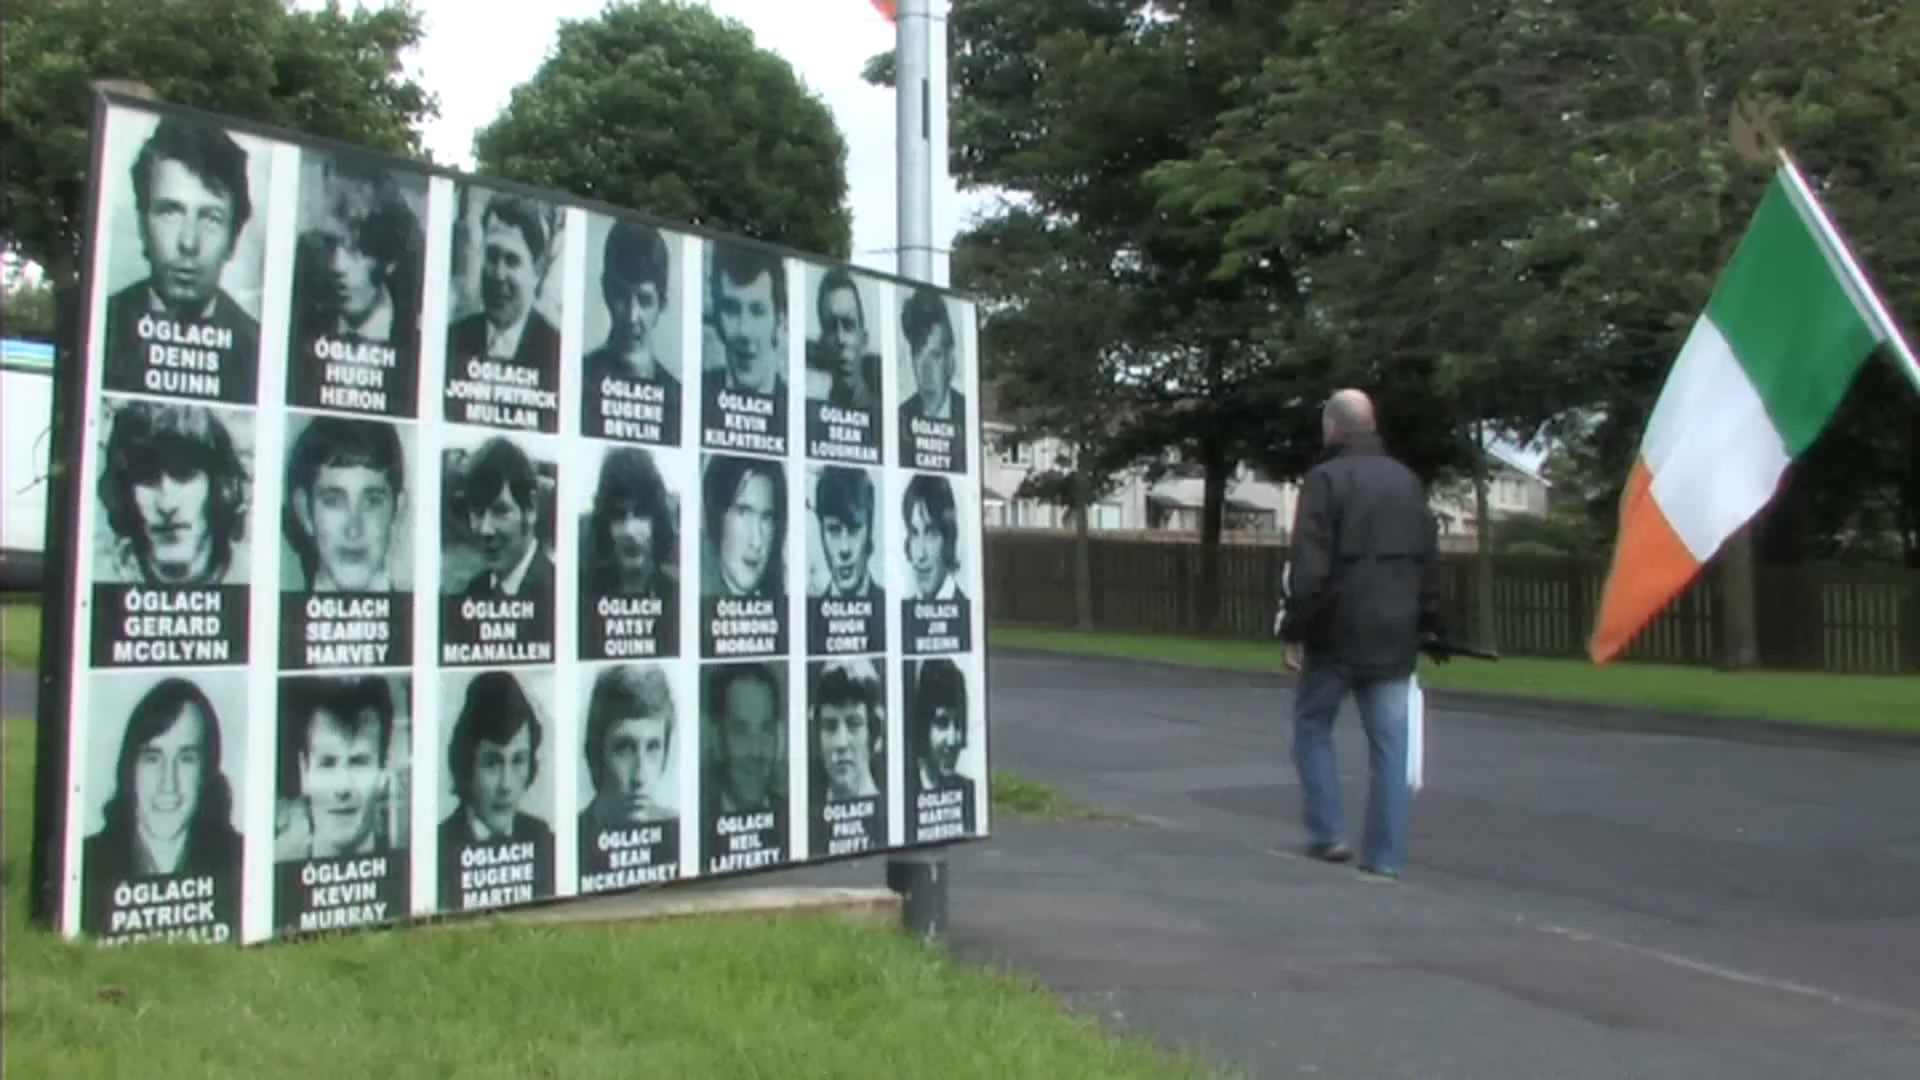 ÓGLACH
DENIS
QUINN
ÓGLACH
HUGH
HERON
ÓGLACH
JOHN PATRICK
MULLAN
ÓGLACH
EUGENE
DEVLIN
ÓGLACH
KEVIN
KILPATRICK
ÓGLACH
SEAN
LOUGHRAN
ÓGLACH
PADDY
CARTY
ÓGLACH
GERARD
MCGLYNN
ÓGLACH
SEAMUS
HARVEY
ÓGLACH
DAN
MCANALLEN
ÓGLACH
PATSY
QUINN
ÓGLACH
DESMOND
MORGAN
ÓGLACH
HUGH
CONEY
ÓGLACH
JIM
MCGINN
ÓGLACH
PATRICK
ÓGLACH
KEVIN
MURRAY
ÓGLACH
EUGENE
MARTIN
ÓGLACH
SEAN
MCKEARNEY
ÓGLACH
NEIL
LAFFERTY
ÓGLACH
PAUL
DUFFY
ÓGLACH
MARTIN
HURSON